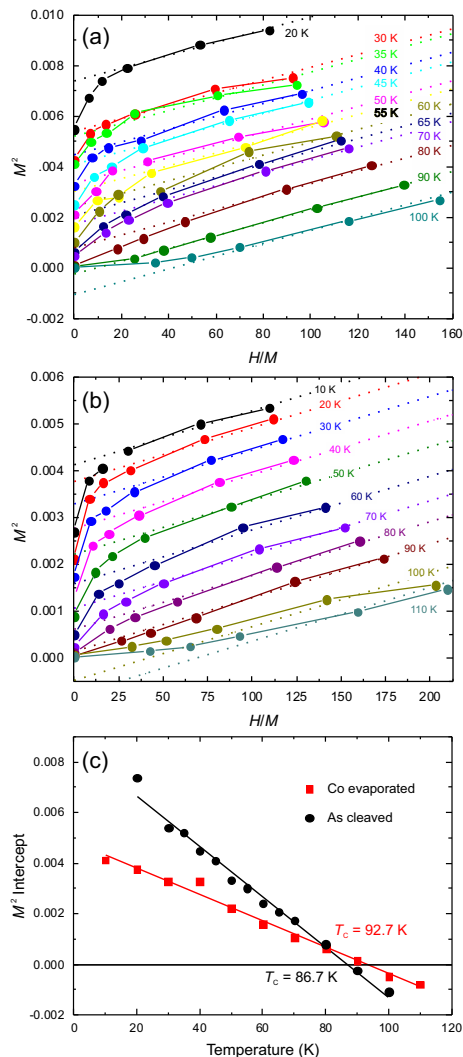 (a)
0.010
0.008
0.006
0.004
0.002
0.000
-0.002
M²
20 K
30 K
35 K
40 K
45 K
50 K
55 K
60 K
65 K
70 K
80 K
90 K
100 K
0 20 40 60 80 100 120 140 160
H/M
(b)
0.006
0.005
0.004
0.003
0.002
0.001
0.000
M²
10 K
20 K
30 K
40 K
50 K
60 K
70 K
80 K
90 K
100 K
110 K
0 25 50 75 100 125 150 175 200
H/M
(c)
0.008
0.006
0.004
0.002
0.000
-0.002
M² Intercept
Co evaporated
As cleaved
TC = 92.7 K
TC = 86.7 K
0 20 40 60 80 100 120
Temperature (K)